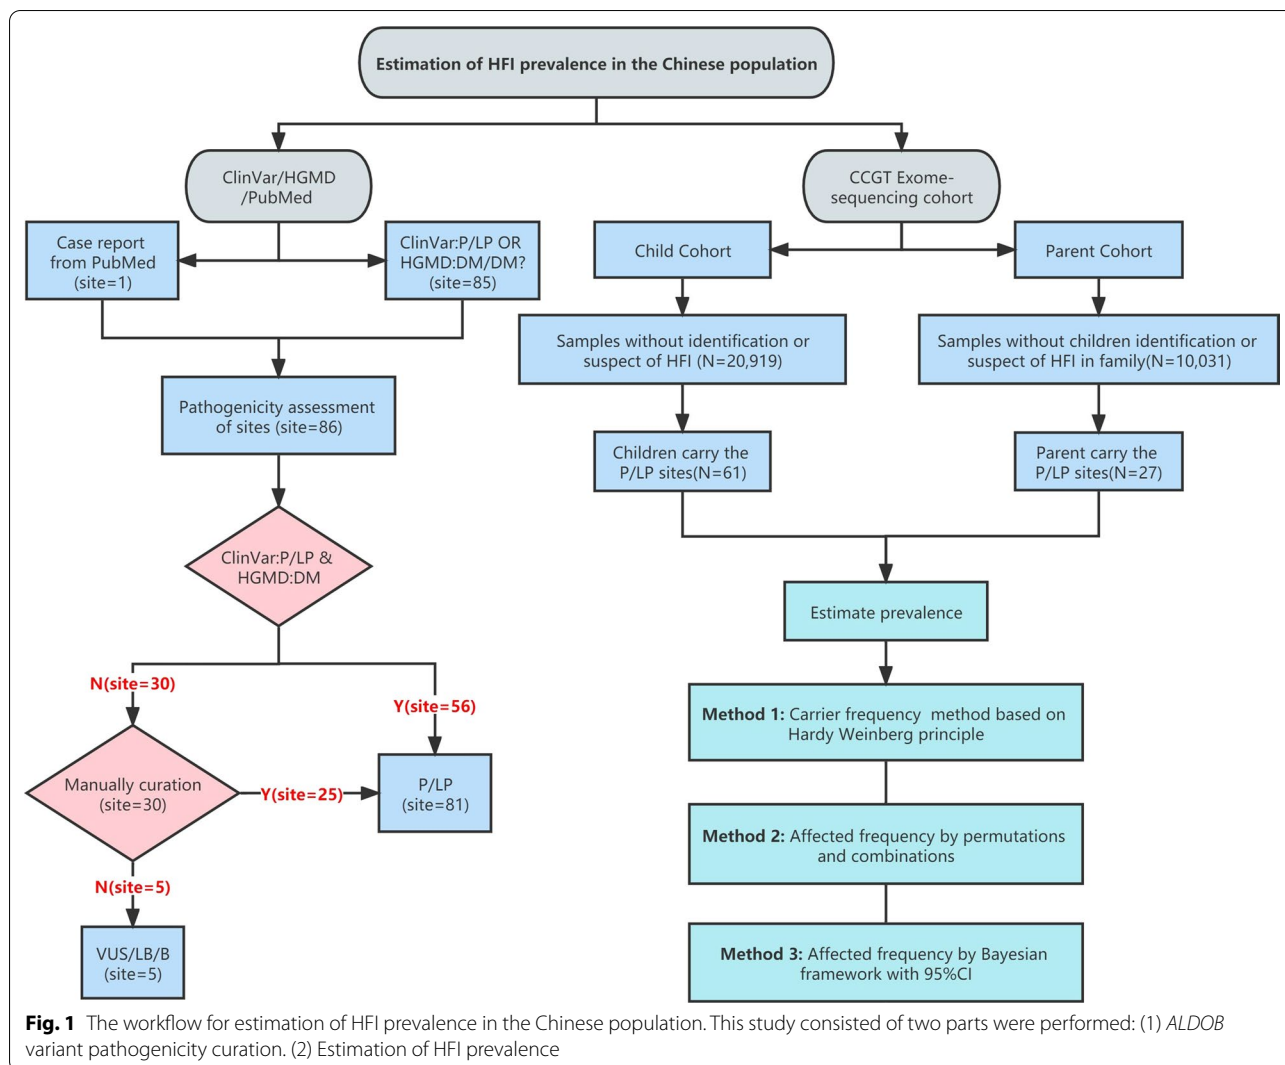 Estimation of HFI prevalence in the Chinese population
ClinVar/HGMD
/PubMed
Case report
from PubMed
(site=1)
ClinVar:P/LP OR
HGMD:DM/DM?
(site=85)
Pathogenicity assessment
of sites (site=86)
ClinVar:P/LP &
HGMD:DM
N(site=30)
Y(site=56)
Manually curation
(site=30)
Y(site=25)
P/LP
(site=81)
N(site=5)
VUS/LB/B
(site=5)
CCGT Exome-
sequencing cohort
Child Cohort
Parent Cohort
Samples without identification or
suspect of HFI (N=20,919)
Samples without children identification or
suspect of HFI in family(N=10,031)
Children carry the
P/LP sites(N=61)
Parent carry the
P/LP sites(N=27)
Estimate prevalence
Method 1: Carrier frequency method based on
Hardy Weinberg principle
Method 2: Affected frequency by permutations
and combinations
Method 3: Affected frequency by Bayesian
framework with 95%CI
Fig. 1 The workflow for estimation of HFI prevalence in the Chinese population. This study consisted of two parts were performed: (1) ALDOB
variant pathogenicity curation. (2) Estimation of HFI prevalence